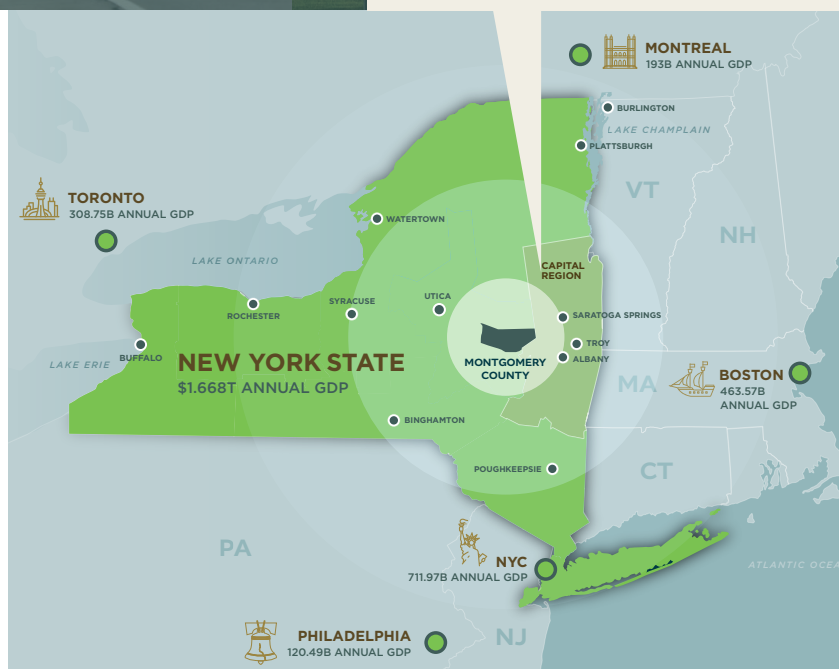 MONTREAL
193B ANNUAL GDP
BURLINGTON
LAKE CHAMPLAIN
PLATTSBURGH
VT
TORONTO
308.75B ANNUAL GDP
WATERTOWN
NH
LAKE ONTARIO
CAPITAL
REGION
SYRACUSE
UTICA
ROCHESTER
SARATOGA SPRINGS
TROY
ALBANY
BUFFALO
LAKE ERIE
NEW YORK STATE
$1.668T ANNUAL GDP
MONTGOMERY
COUNTY
MA
BOSTON
463.57B
ANNUAL GDP
BINGHAMTON
POUGHKEEPSIE
CT
PA
NYC
711.97B ANNUAL GDP
ATLANTIC OCEA
PHILADELPHIA
120.49B ANNUAL GDP
NJ